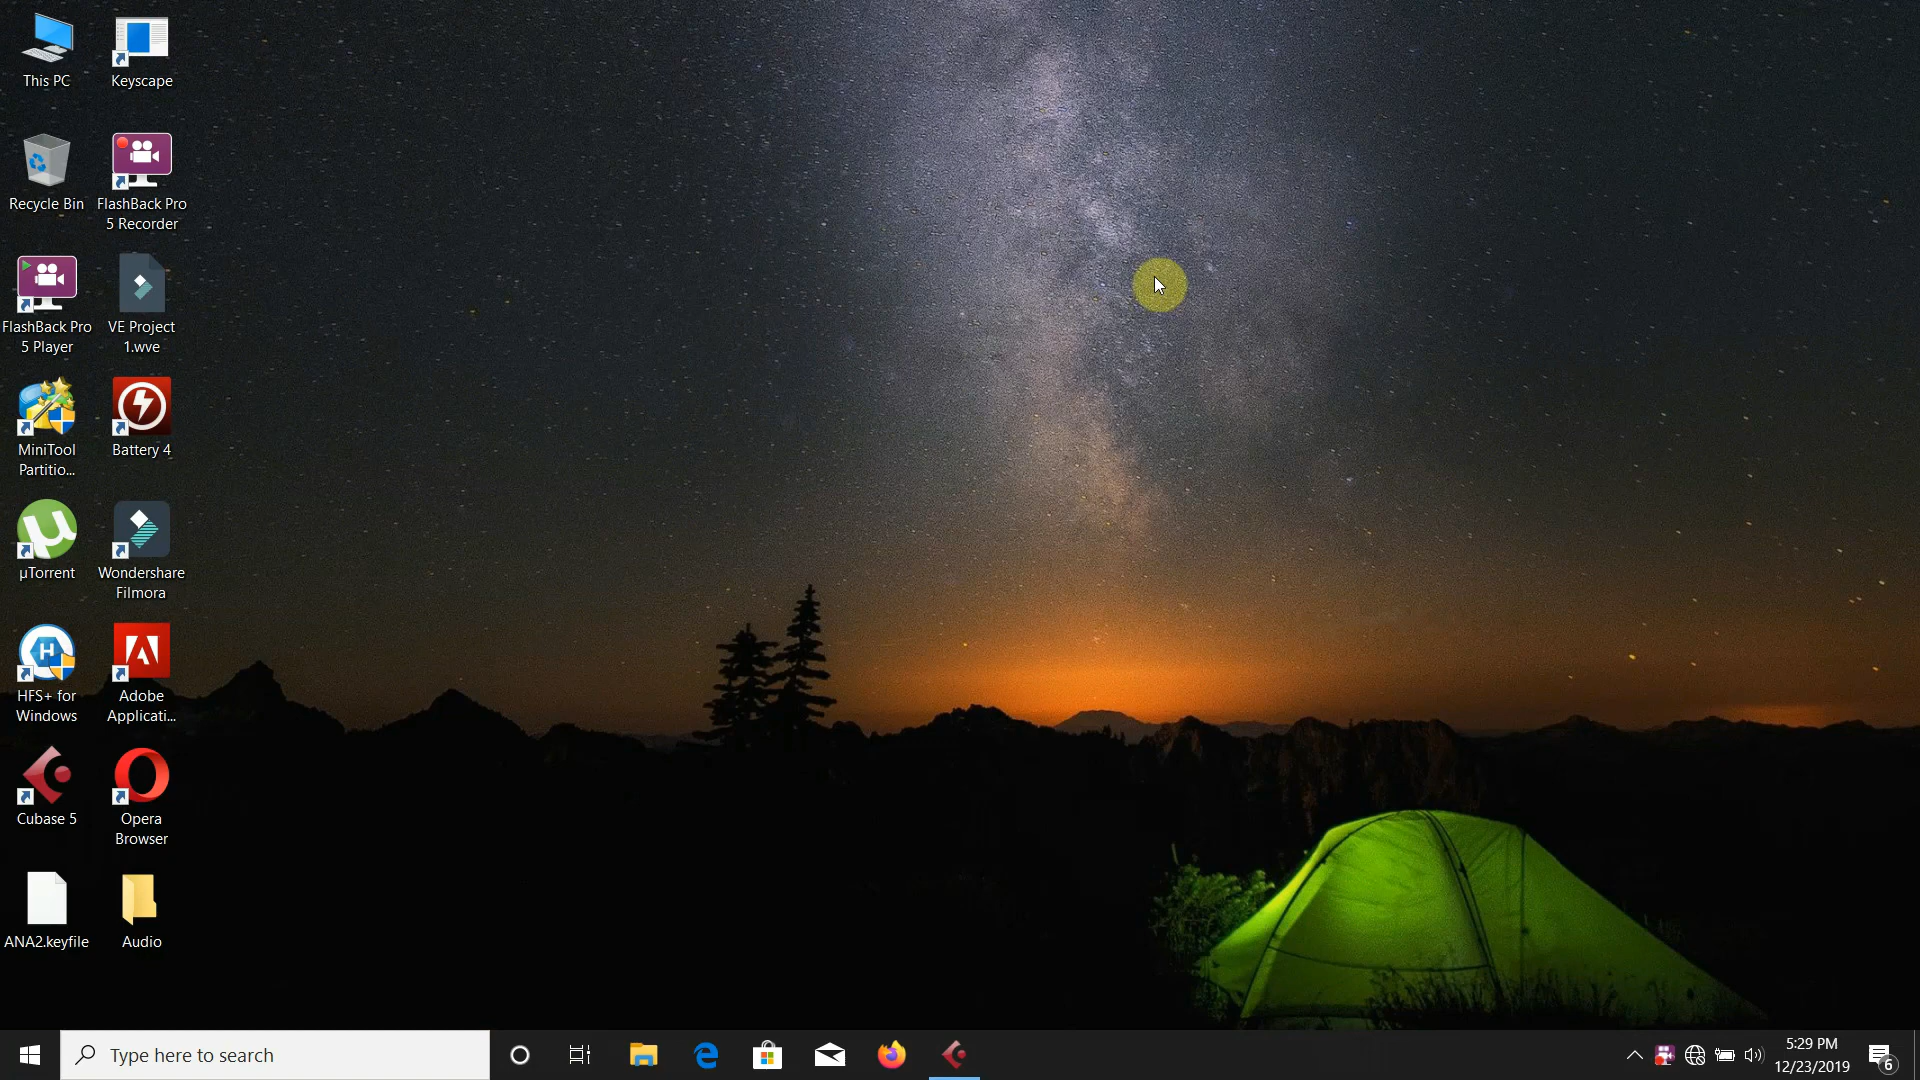 This PC
Keyscape
Recycle Bin
FlashBack Pro
5 Recorder
FlashBack Pro
5 Player
VE Project
1.wve
MiniTool
Partitio...
Battery 4
µTorrent
Wondershare
Filmora
HFS+ for
Windows
Adobe
Applicati...
Cubase 5
Opera
Browser
ANA2.keyfile
Audio
Type here to search
5:29 PM
12/23/2019
6